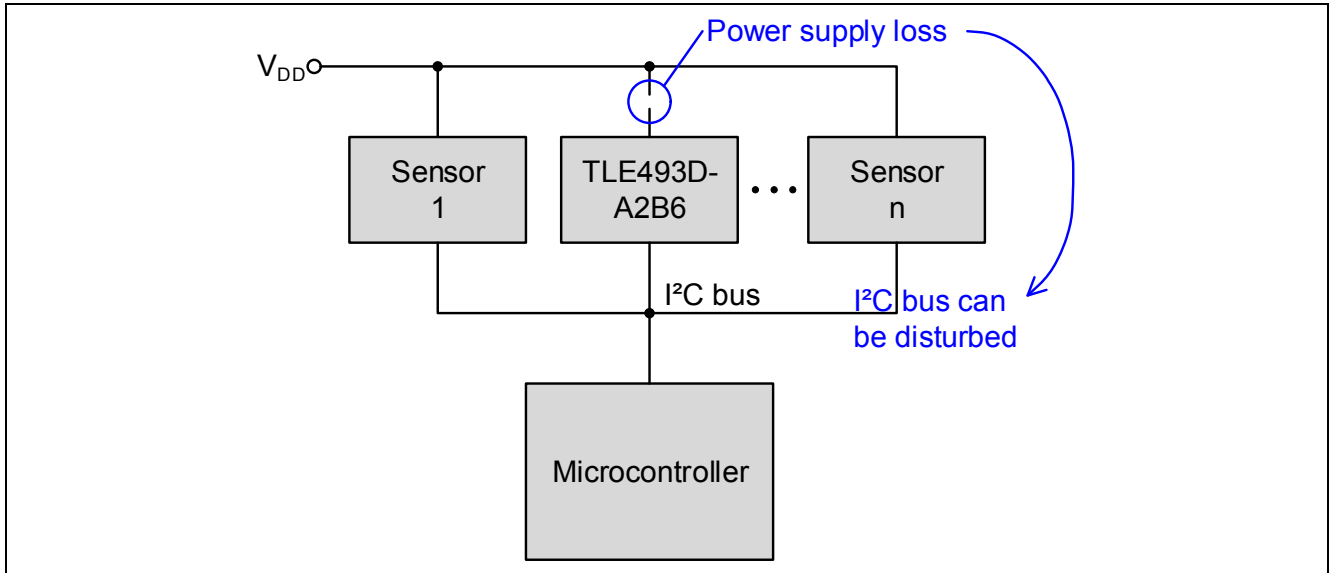 Power supply loss
VDD
Sensor
1
TLE493D-
A2B6
Sensor
n
I²C bus
I²C bus can
be disturbed
Microcontroller